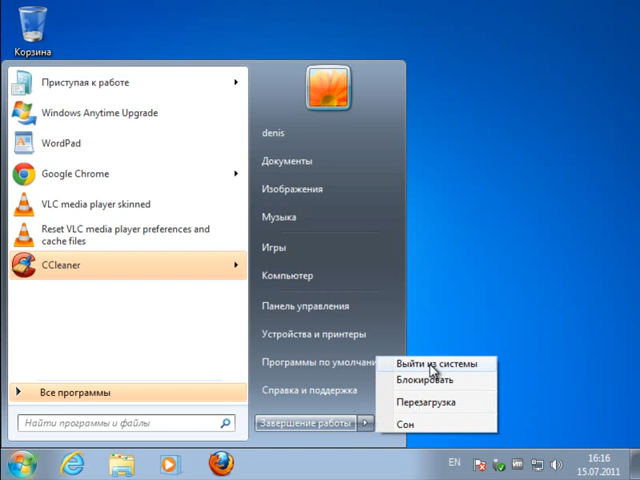 Корзина
Приступая к работе
Windows Anytime Upgrade
WordPad
Google Chrome
VLC media player skinned
Reset VLC media player preferences and
cache files
CCleaner
Все программы
Найти программы и файлы
denis
Документы
Изображения
Музыка
Игры
Компьютер
Панель управления
Устройства и принтеры
Программы по умолчани
Справка и поддержка
Завершение работы
Выйти из системы
Блокировать
Перезагрузка
Сон
EN
vm
16:16
15.07.2011